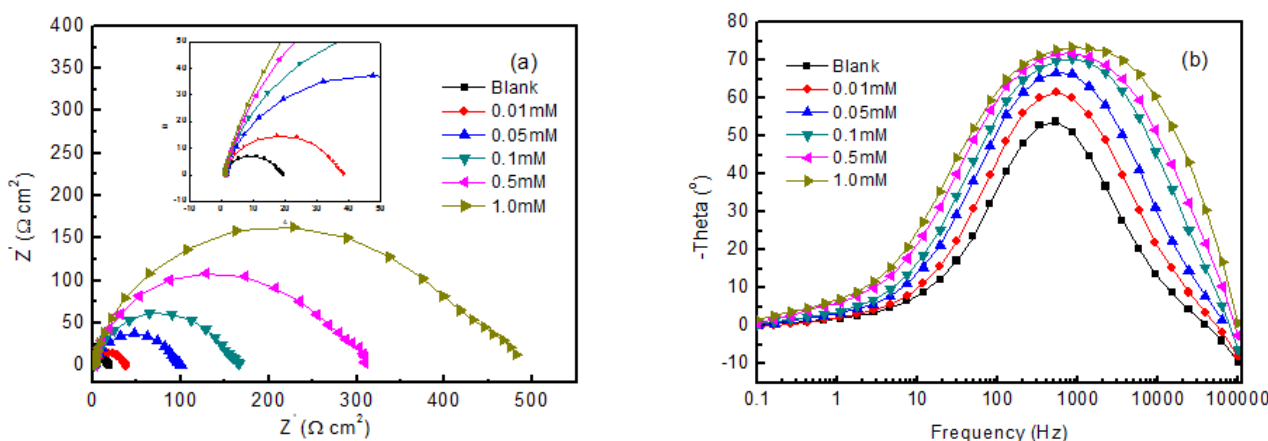 400
350
300
250
200
150
100
50
0
Z'' (Ω cm²)
0 100 200 300 400 500
Z' (Ω cm²)
(a)
Blank
0.01mM
0.05mM
0.1mM
0.5mM
1.0mM
50
40
30
20
10
0
-10
-10 0 10 20 30 40 50
80
70
60
50
40
30
20
10
0
-10
-Theta (°)
0.1 1 10 100 1000 10000 100000
Frequency (Hz)
(b)
Blank
0.01mM
0.05mM
0.1mM
0.5mM
1.0mM